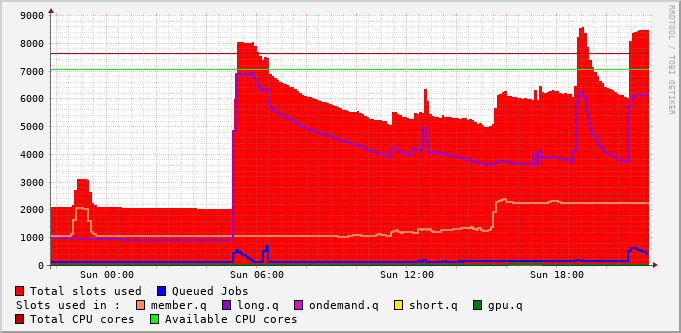 RRDTOOL / TOBI OETIKER
9000
8000
7000
6000
5000
4000
3000
2000
1000
0
Sun 00:00 Sun 06:00 Sun 12:00 Sun 18:00
Total slots used Queued Jobs
Slots used in : member.q long.q ondemand.q short.q gpu.q
Total CPU cores Available CPU cores